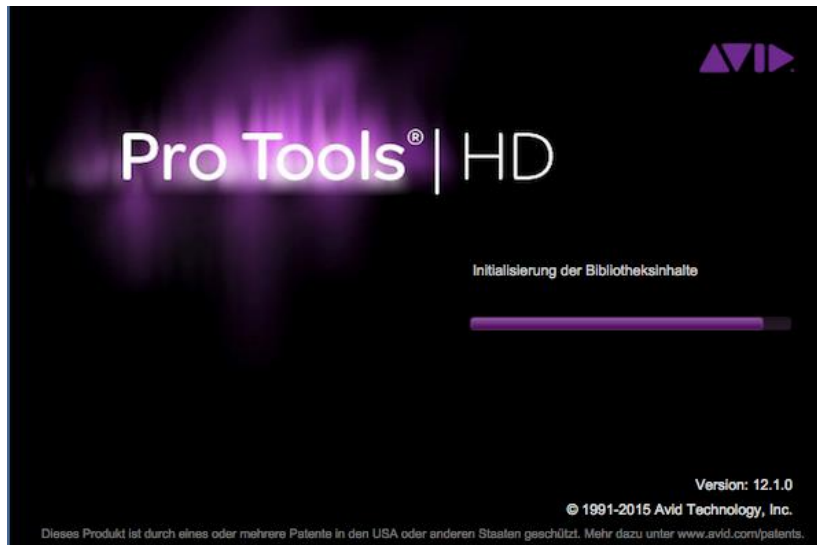 AVID
Pro Tools® | HD
Initialisierung der Bibliotheksinhalte
Version: 12.1.0
© 1991-2015 Avid Technology, Inc.
Dieses Produkt ist durch eines oder mehrere Patente in den USA oder anderen Staaten geschützt. Mehr dazu unter www.avid.com/patents.